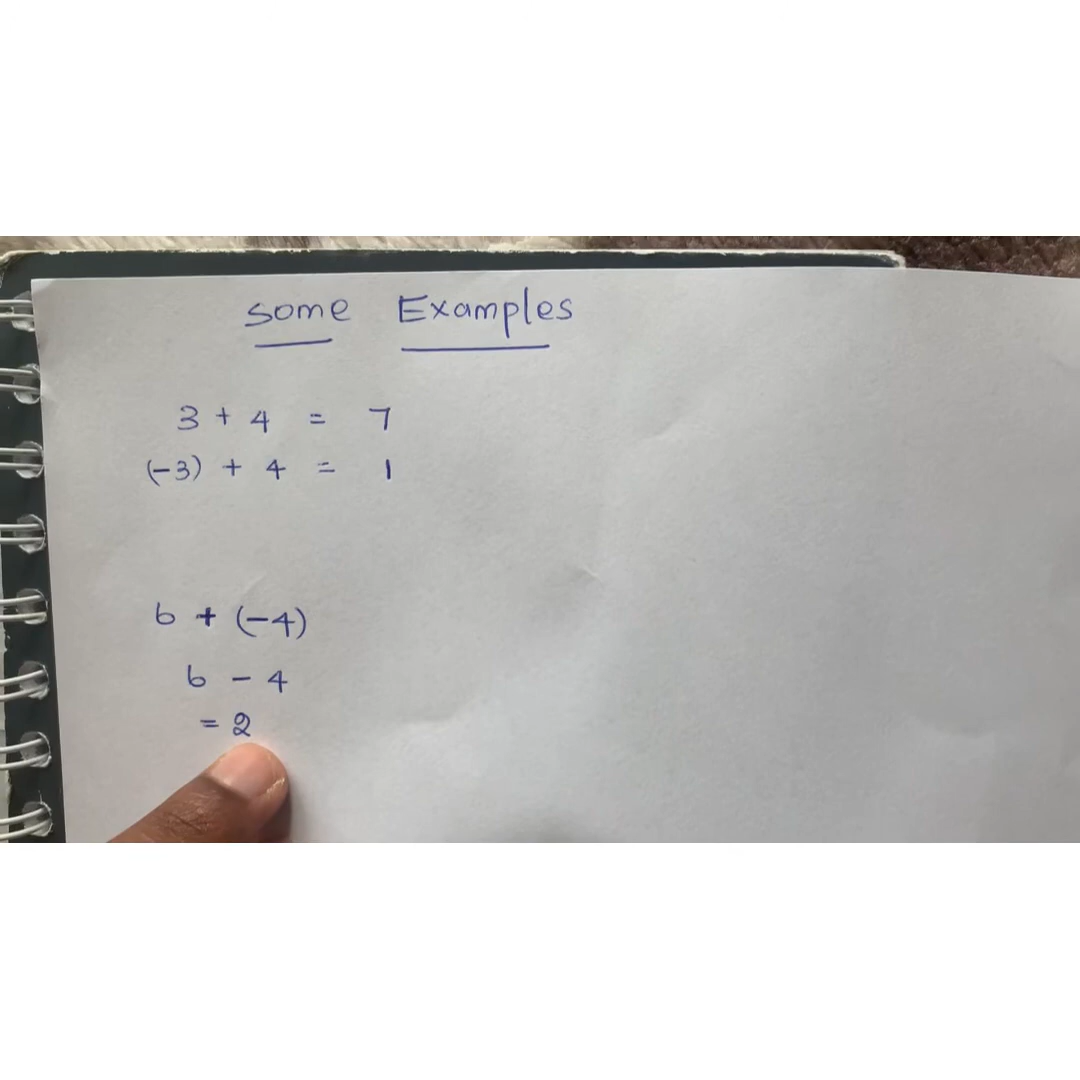 some Examples
3 + 4 = 7
(-3) + 4 = 1
6 + (-4)
6 - 4
= 2